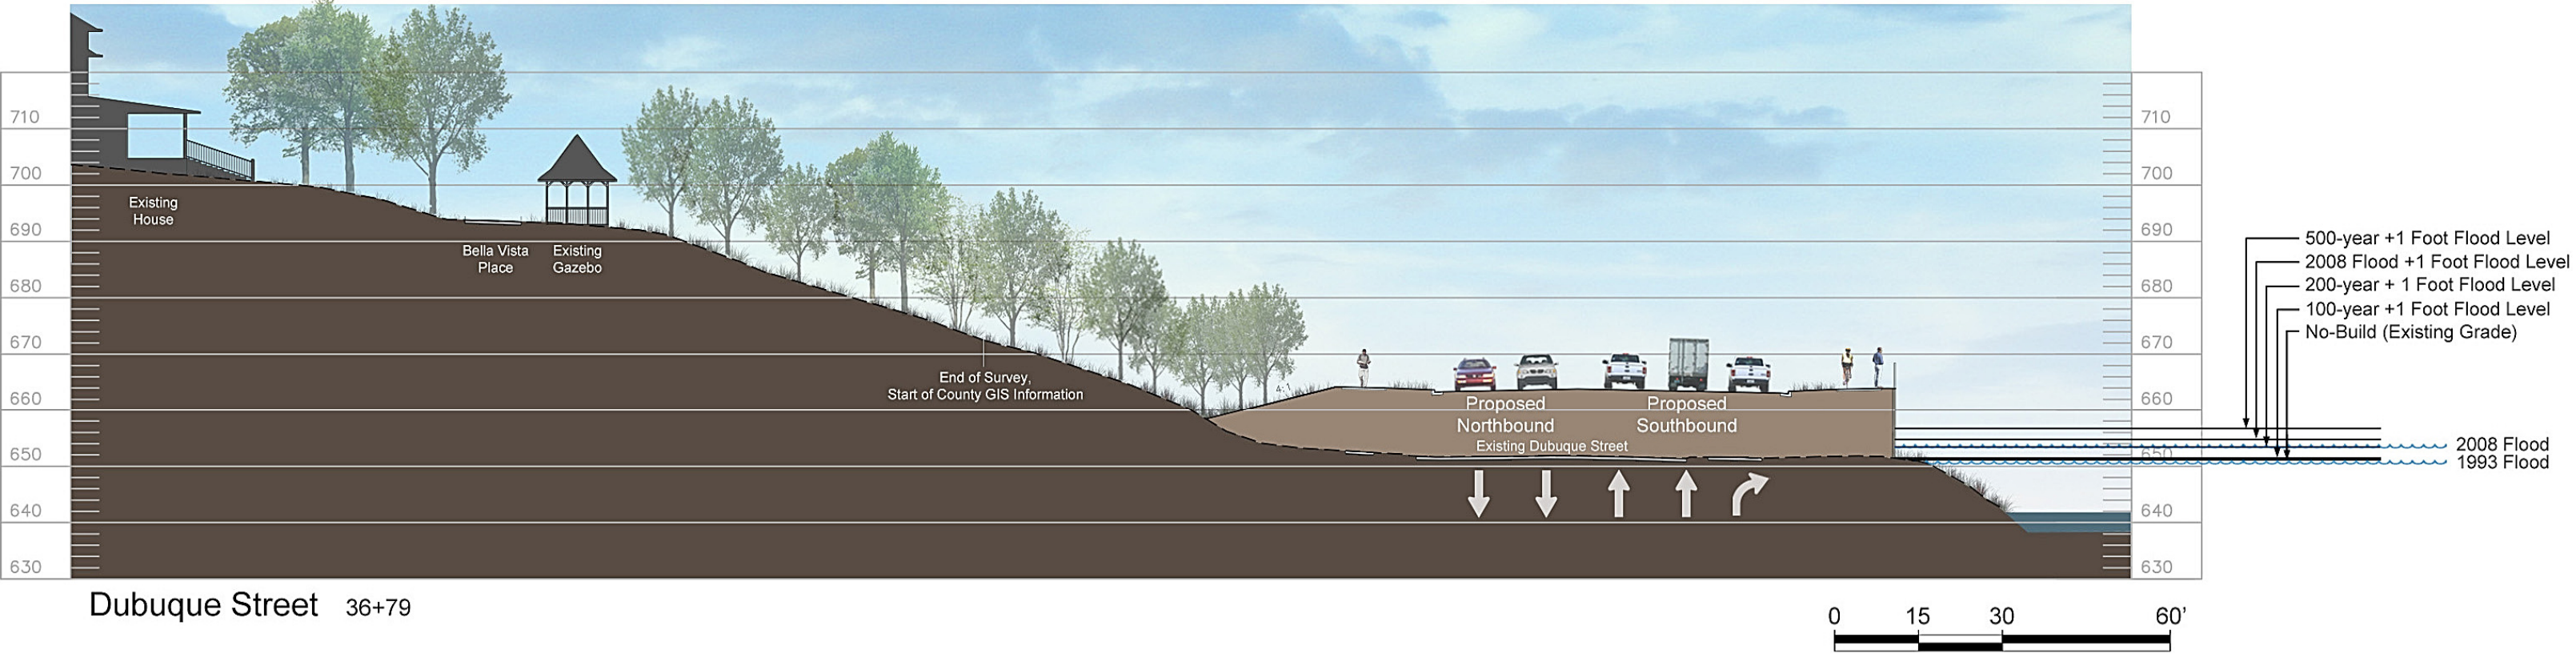 710
700
690
680
670
660
650
640
630
Existing
House
Bella Vista
Place
Existing
Gazebo
End of Survey,
Start of County GIS Information
4:1
Proposed
Northbound
Proposed
Southbound
Existing Dubuque Street
710
700
690
680
670
660
650
640
630
500-year +1 Foot Flood Level
2008 Flood +1 Foot Flood Level
200-year + 1 Foot Flood Level
100-year +1 Foot Flood Level
No-Build (Existing Grade)
2008 Flood
1993 Flood
Dubuque Street 36+79
0 15 30 60'